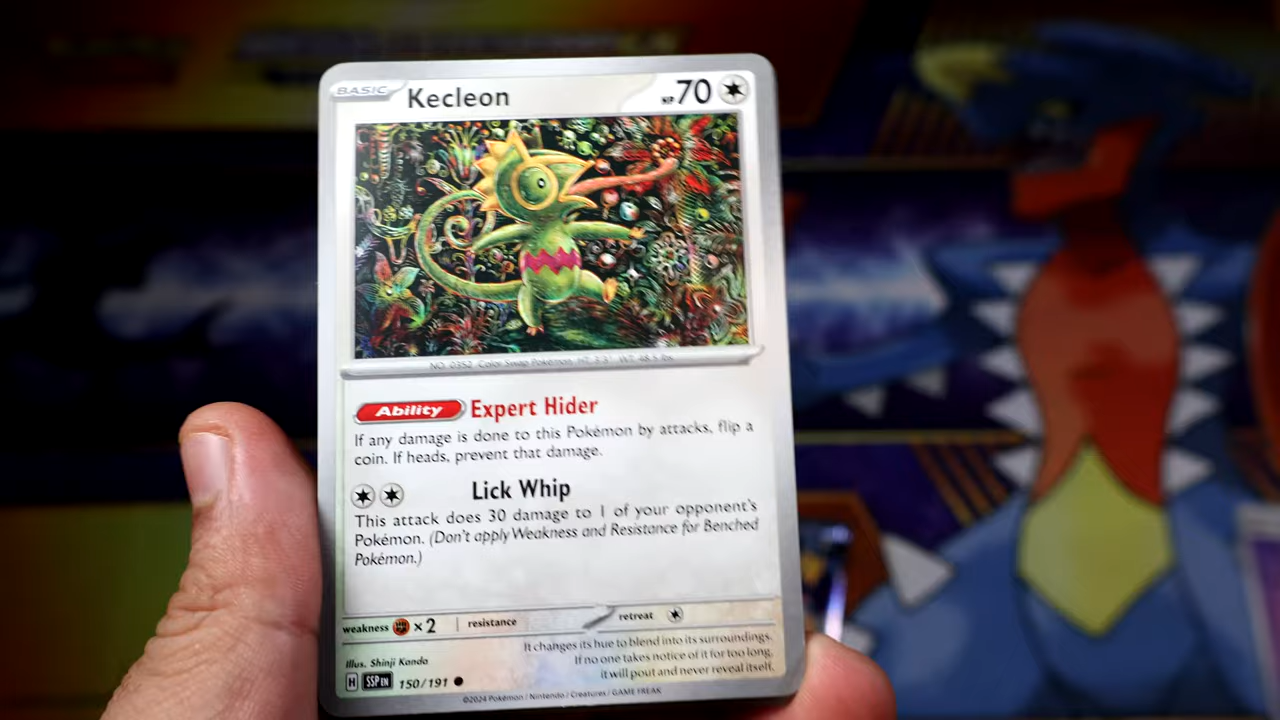 BASIC Kecleon HP 70
NO. 0352 Color Swap Pokémon HT: 3'3" WT: 48.5 lbs.
Ability Expert Hider
If any damage is done to this Pokémon by attacks, flip a
coin. If heads, prevent that damage.
Lick Whip
This attack does 30 damage to 1 of your opponent's
Pokémon. (Don't apply Weakness and Resistance for Benched
Pokémon.)
weakness ×2 resistance retreat
It changes its hue to blend into its surroundings.
If no one takes notice of it for too long,
it will pout and never reveal itself.
Illus. Shinji Kanda
H SSP EN 150/191
©2024 Pokémon / Nintendo / Creatures / GAME FREAK